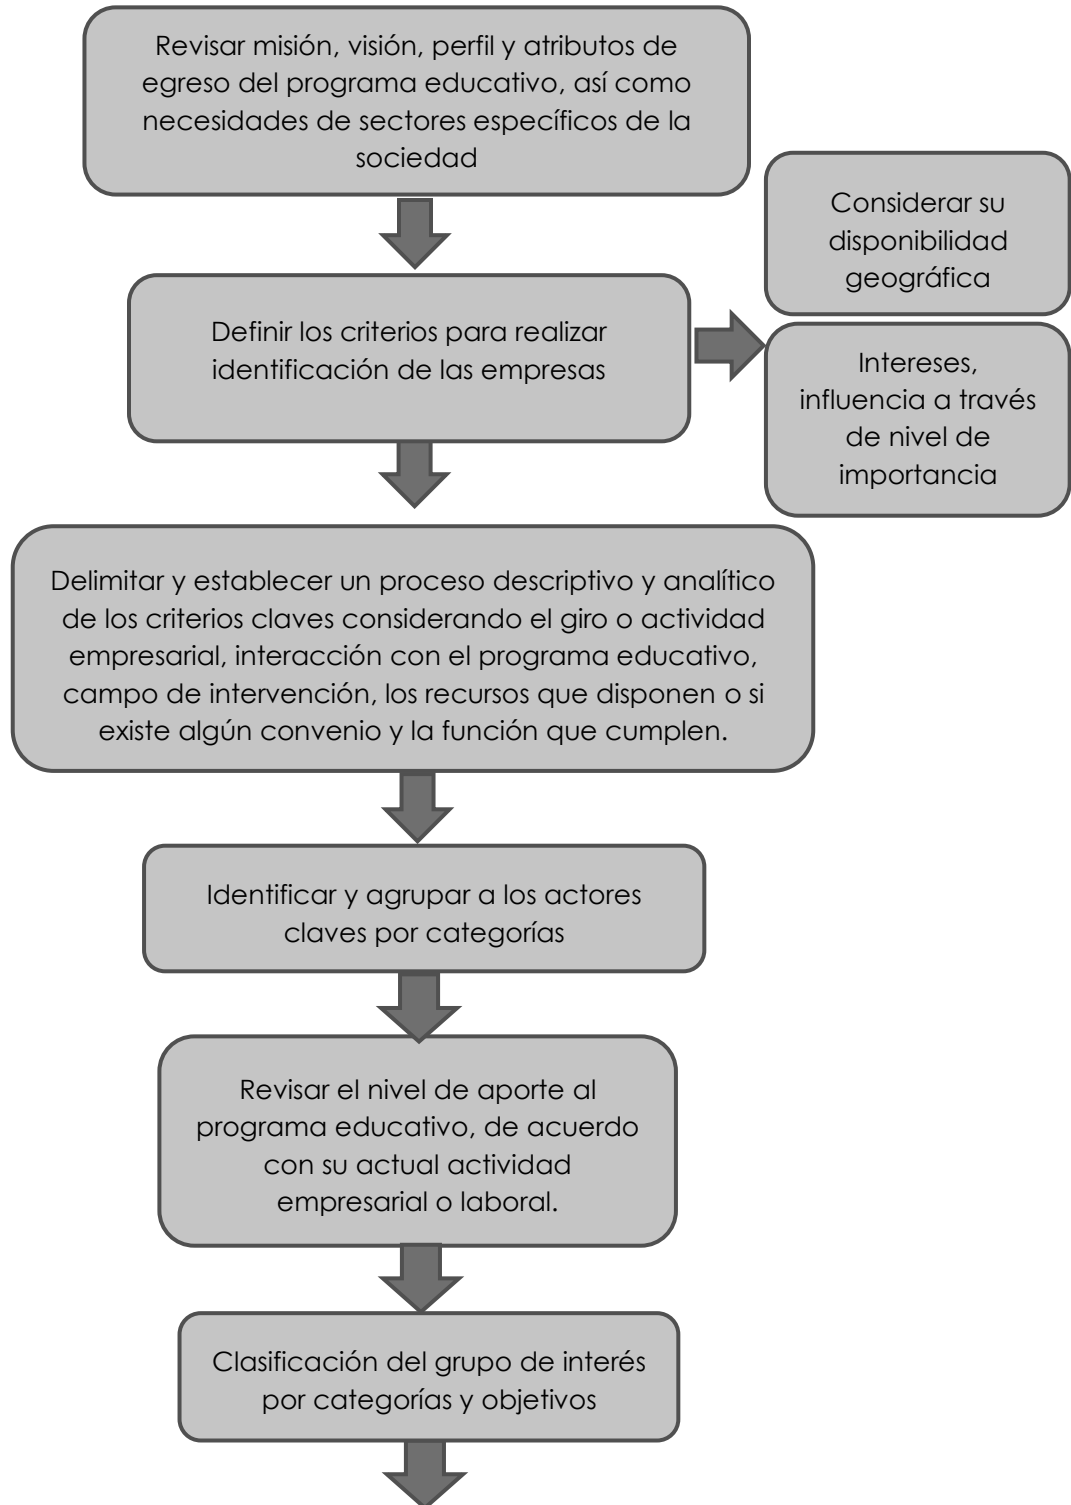 Revisar misión, visión, perfil y atributos de
egreso del programa educativo, así como
necesidades de sectores específicos de la
sociedad
Considerar su
disponibilidad
geográfica
Definir los criterios para realizar
identificación de las empresas
Intereses,
influencia a través
de nivel de
importancia
Delimitar y establecer un proceso descriptivo y analítico
de los criterios claves considerando el giro o actividad
empresarial, interacción con el programa educativo,
campo de intervención, los recursos que disponen o si
existe algún convenio y la función que cumplen.
Identificar y agrupar a los actores
claves por categorías
Revisar el nivel de aporte al
programa educativo, de acuerdo
con su actual actividad
empresarial o laboral.
Clasificación del grupo de interés
por categorías y objetivos